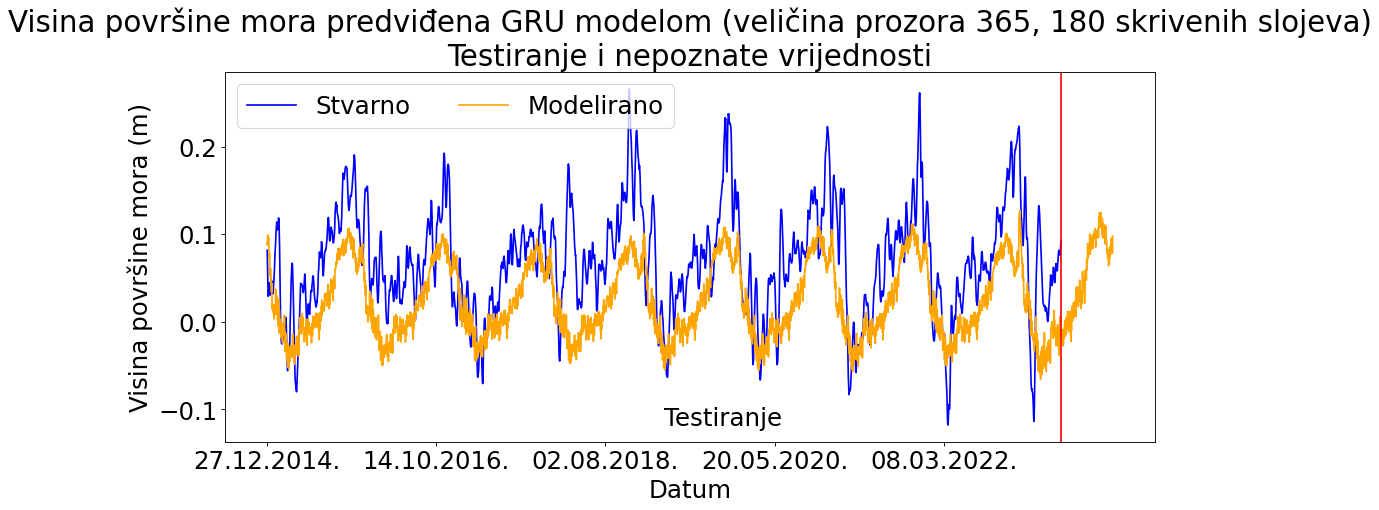 Visina površine mora predviđena GRU modelom (veličina prozora 365, 180 skrivenih slojeva)
Testiranje i nepoznate vrijednosti
Stvarno
Modelirano
Visina površine mora (m)
0.2
0.1
0.0
−0.1
Testiranje
27.12.2014.
14.10.2016.
02.08.2018.
20.05.2020.
08.03.2022.
Datum